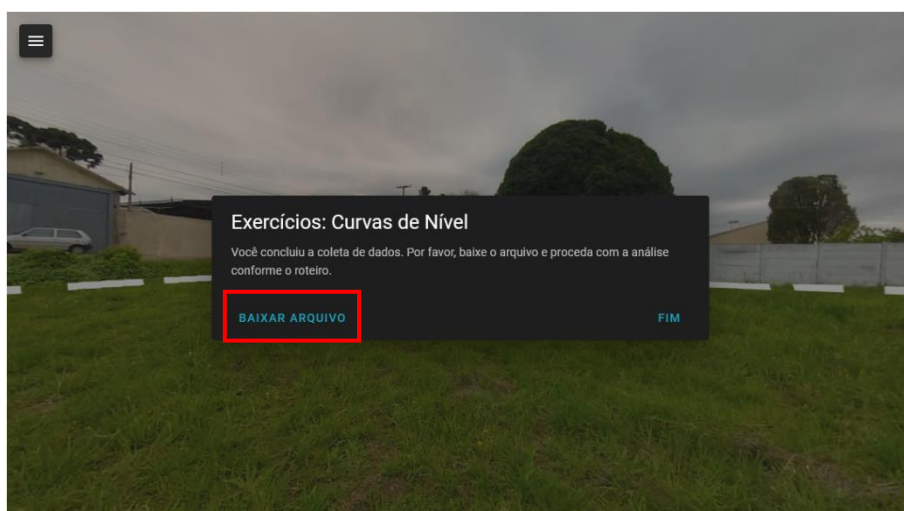 Exercícios: Curvas de Nível
Você concluiu a coleta de dados. Por favor, baixe o arquivo e proceda com a análise
conforme o roteiro.
BAIXAR ARQUIVO
FIM